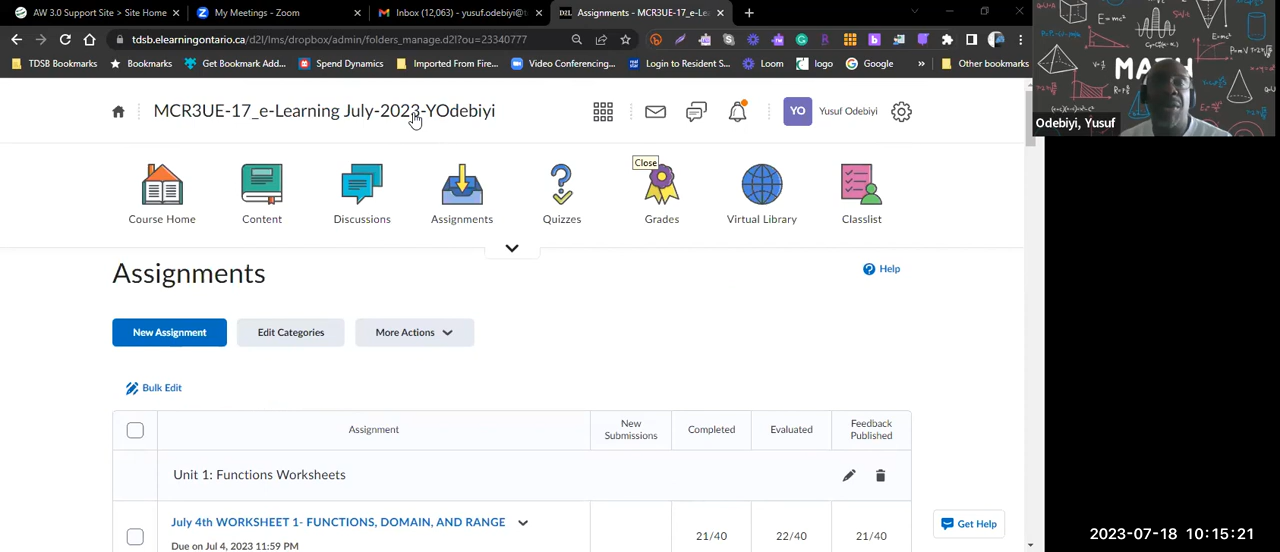 AW 3.0 Support Site > Site Home
My Meetings - Zoom
Inbox (12,063) - yusuf.odebiyi@t
Assignments - MCR3UE-17_e-Le
tdsb.elearningontario.ca/d2l/lms/dropbox/admin/folders_manage.d2l?ou=23340777
TDSB Bookmarks
Bookmarks
Get Bookmark Add...
Spend Dynamics
Imported From Fire...
Video Conferencing...
Login to Resident S...
Loom
logo
Google
»
Other bookmarks
E=mc²
MATH
Odebiyi, Yusuf
MCR3UE-17_e-Learning July-2023-YOdebiyi
YO
Yusuf Odebiyi
Close
Course Home
Content
Discussions
Assignments
Quizzes
Grades
Virtual Library
Classlist
Assignments
Help
New Assignment
Edit Categories
More Actions
Bulk Edit
Assignment
New Submissions
Completed
Evaluated
Feedback Published
Unit 1: Functions Worksheets
July 4th WORKSHEET 1- FUNCTIONS, DOMAIN, AND RANGE
21/40
22/40
21/40
Due on Jul 4, 2023 11:59 PM
Get Help
2023-07-18 10:15:21